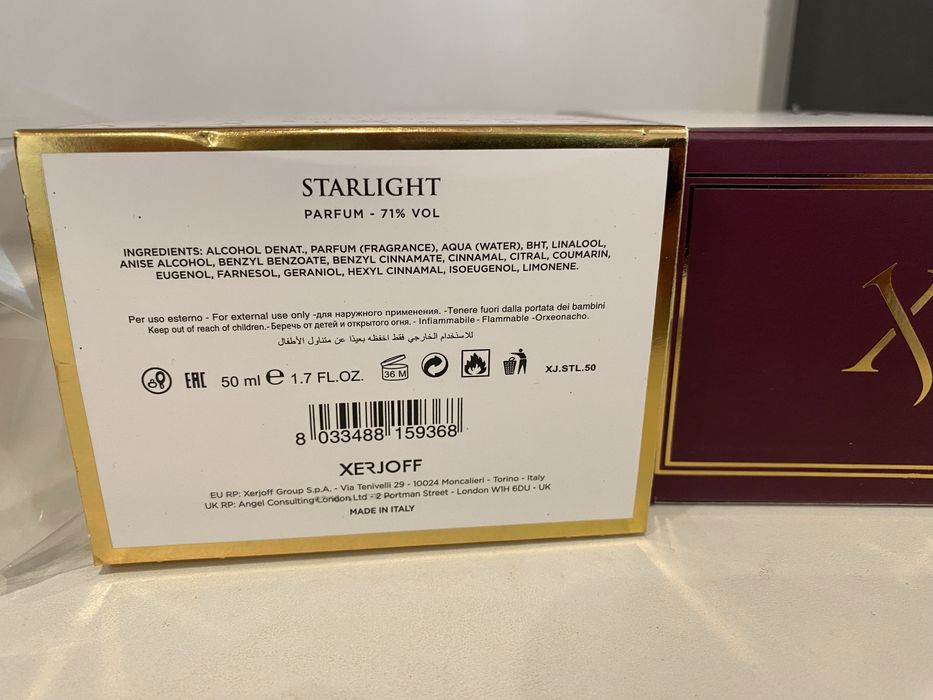 STARLIGHT
PARFUM - 71% VOL
INGREDIENTS: ALCOHOL DENAT., PARFUM (FRAGRANCE), AQUA (WATER), BHT, LINALOOL,
ANISE ALCOHOL, BENZYL BENZOATE, BENZYL CINNAMATE, CINNAMAL, CITRAL, COUMARIN,
EUGENOL, FARNESOL, GERANIOL, HEXYL CINNAMAL, ISOEUGENOL, LIMONENE.
Per uso esterno - For external use only -для наружного применения. -Tenere fuori dalla portata dei bambini
Keep out of reach of children.- Беречь от детей и открытого огня. - Infiammabile - Flammable -Orxeonacho.
للاستخدام الخارجي فقط احفظه بعيدًا عن متناول الأطفال
EAC 50 ml e 1.7 FL.OZ. 36 M XJ.STL.50
8 033488 159368
XERJOFF
EU RP: Xerjoff Group S.p.A. - Via Tenivelli 29 - 10024 Moncalieri - Torino - Italy
UK RP: Angel Consulting London Ltd - 2 Portman Street - London W1H 6DU - UK
MADE IN ITALY